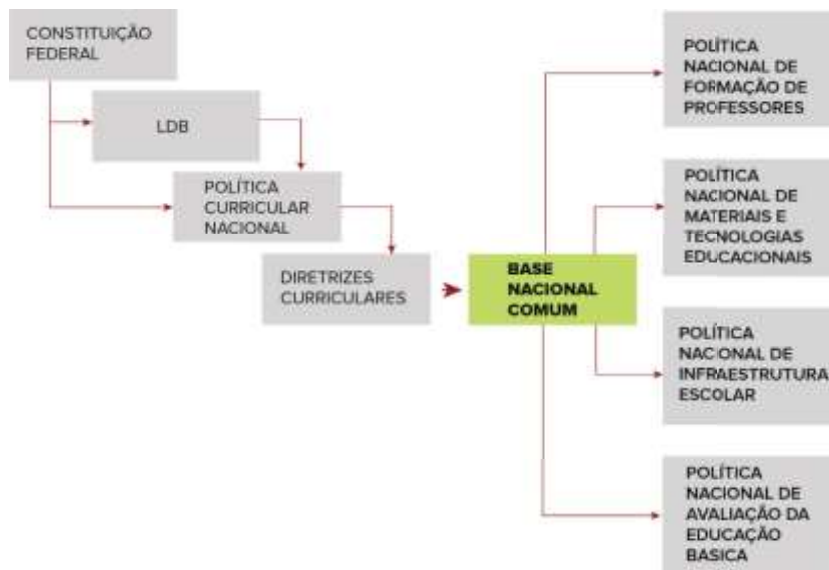 CONSTITUIÇÃO
FEDERAL
LDB
POLÍTICA
CURRICULAR
NACIONAL
DIRETRIZES
CURRICULARES
BASE
NACIONAL
COMUM
POLÍTICA
NACIONAL DE
FORMAÇÃO DE
PROFESSORES
POLÍTICA
NACIONAL DE
MATERIAIS E
TECNOLOGIAS
EDUCACIONAIS
POLÍTICA
NACIONAL DE
INFRAESTRUTURA
ESCOLAR
POLÍTICA
NACIONAL DE
AVALIAÇÃO DA
EDUCAÇÃO
BASICA